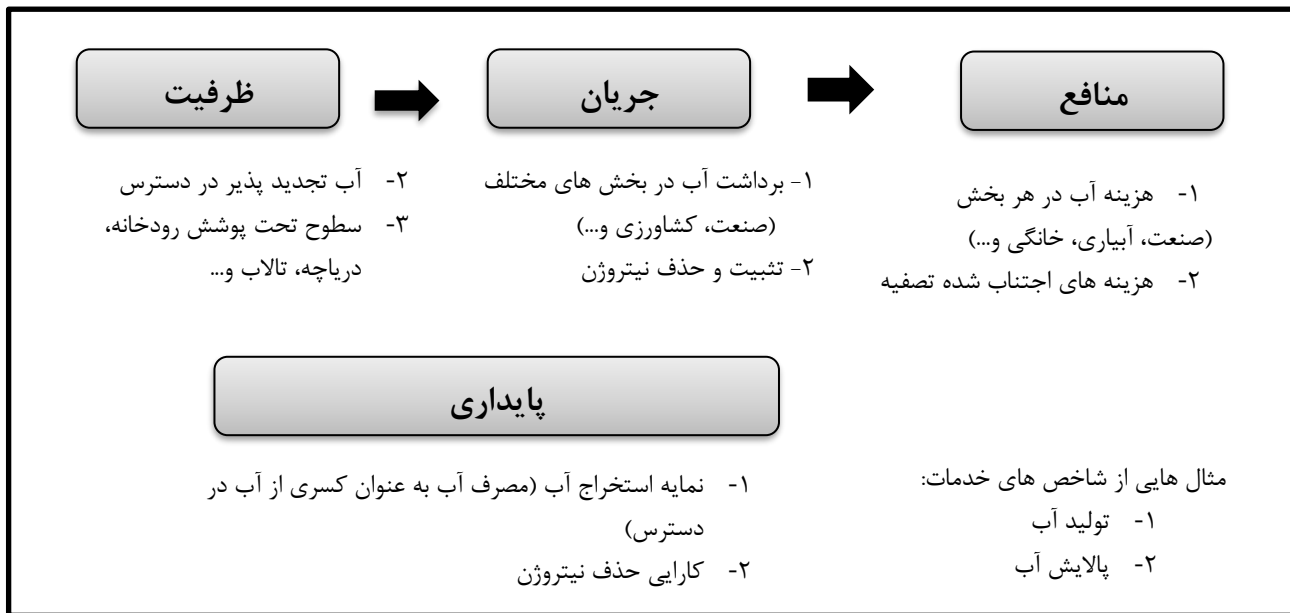 ظرفیت
۲- آب تجدید پذیر در دسترس
۳- سطوح تحت پوشش رودخانه،
دریاچه، تالاب و...
جریان
۱- برداشت آب در بخش های مختلف
(صنعت، کشاورزی و...)
۲- تثبیت و حذف نیتروژن
منافع
۱- هزینه آب در هر بخش
(صنعت، آبیاری، خانگی و...)
۲- هزینه های اجتناب شده تصفیه
پایداری
۱- نمایه استخراج آب (مصرف آب به عنوان کسری از آب در
دسترس)
۲- کارایی حذف نیتروژن
مثال هایی از شاخص های خدمات:
۱- تولید آب
۲- پالایش آب